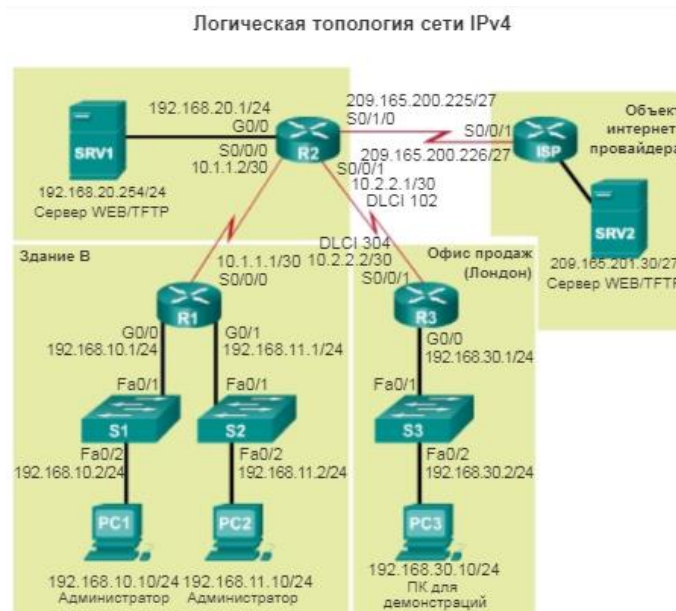 Логическая топология сети IPv4
192.168.20.1/24
G0/0
SRV1
S0/0/0
10.1.1.2/30
192.168.20.254/24
Сервер WEB/TFTP
R2
209.165.200.225/27
S0/1/0
S0/0/1
209.165.200.226/27
S0/0/1
10.2.2.1/30
DLCI 102
ISP
Объект
интернет-
провайдера
SRV2
209.165.201.30/27
Сервер WEB/TFTP
Здание B
10.1.1.1/30
S0/0/0
R1
G0/0
192.168.10.1/24
G0/1
192.168.11.1/24
Fa0/1
Fa0/1
S1
S2
Fa0/2
192.168.10.2/24
Fa0/2
192.168.11.2/24
PC1
PC2
192.168.10.10/24
Администратор
192.168.11.10/24
Администратор
DLCI 304
10.2.2.2/30
S0/0/1
Офис продаж
(Лондон)
R3
G0/0
192.168.30.1/24
Fa0/1
S3
Fa0/2
192.168.30.2/24
PC3
192.168.30.10/24
ПК для
демонстраций